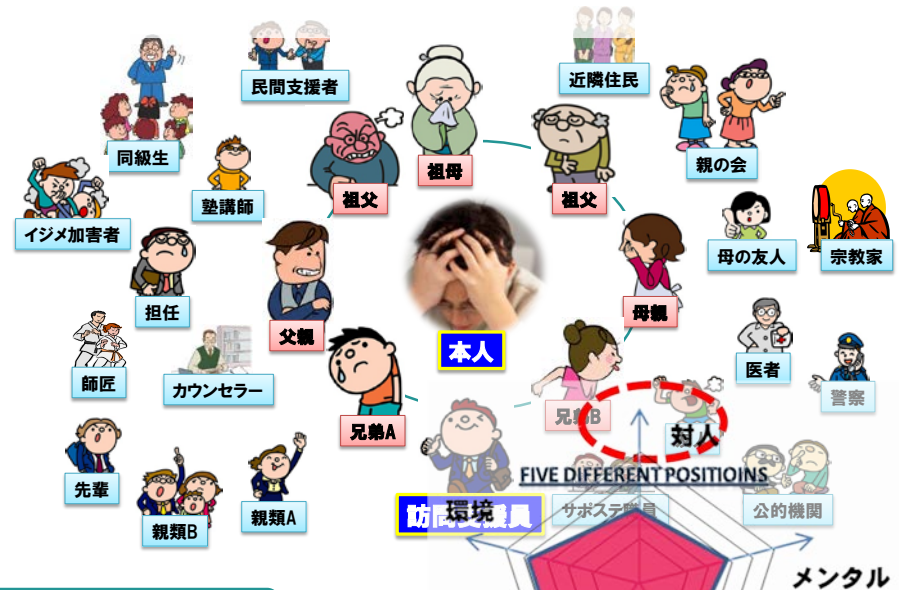 民間支援者
近隣住民
同級生
祖母
親の会
塾講師
祖父
祖父
イジメ加害者
母の友人
宗教家
担任
父親
母親
本人
医者
師匠
カウンセラー
警察
兄弟A
兄弟B
対人
FIVE DIFFERENT POSITIOINS
先輩
親類B
親類A
訪問支援員
環境
サポステ職員
公的機関
メンタル